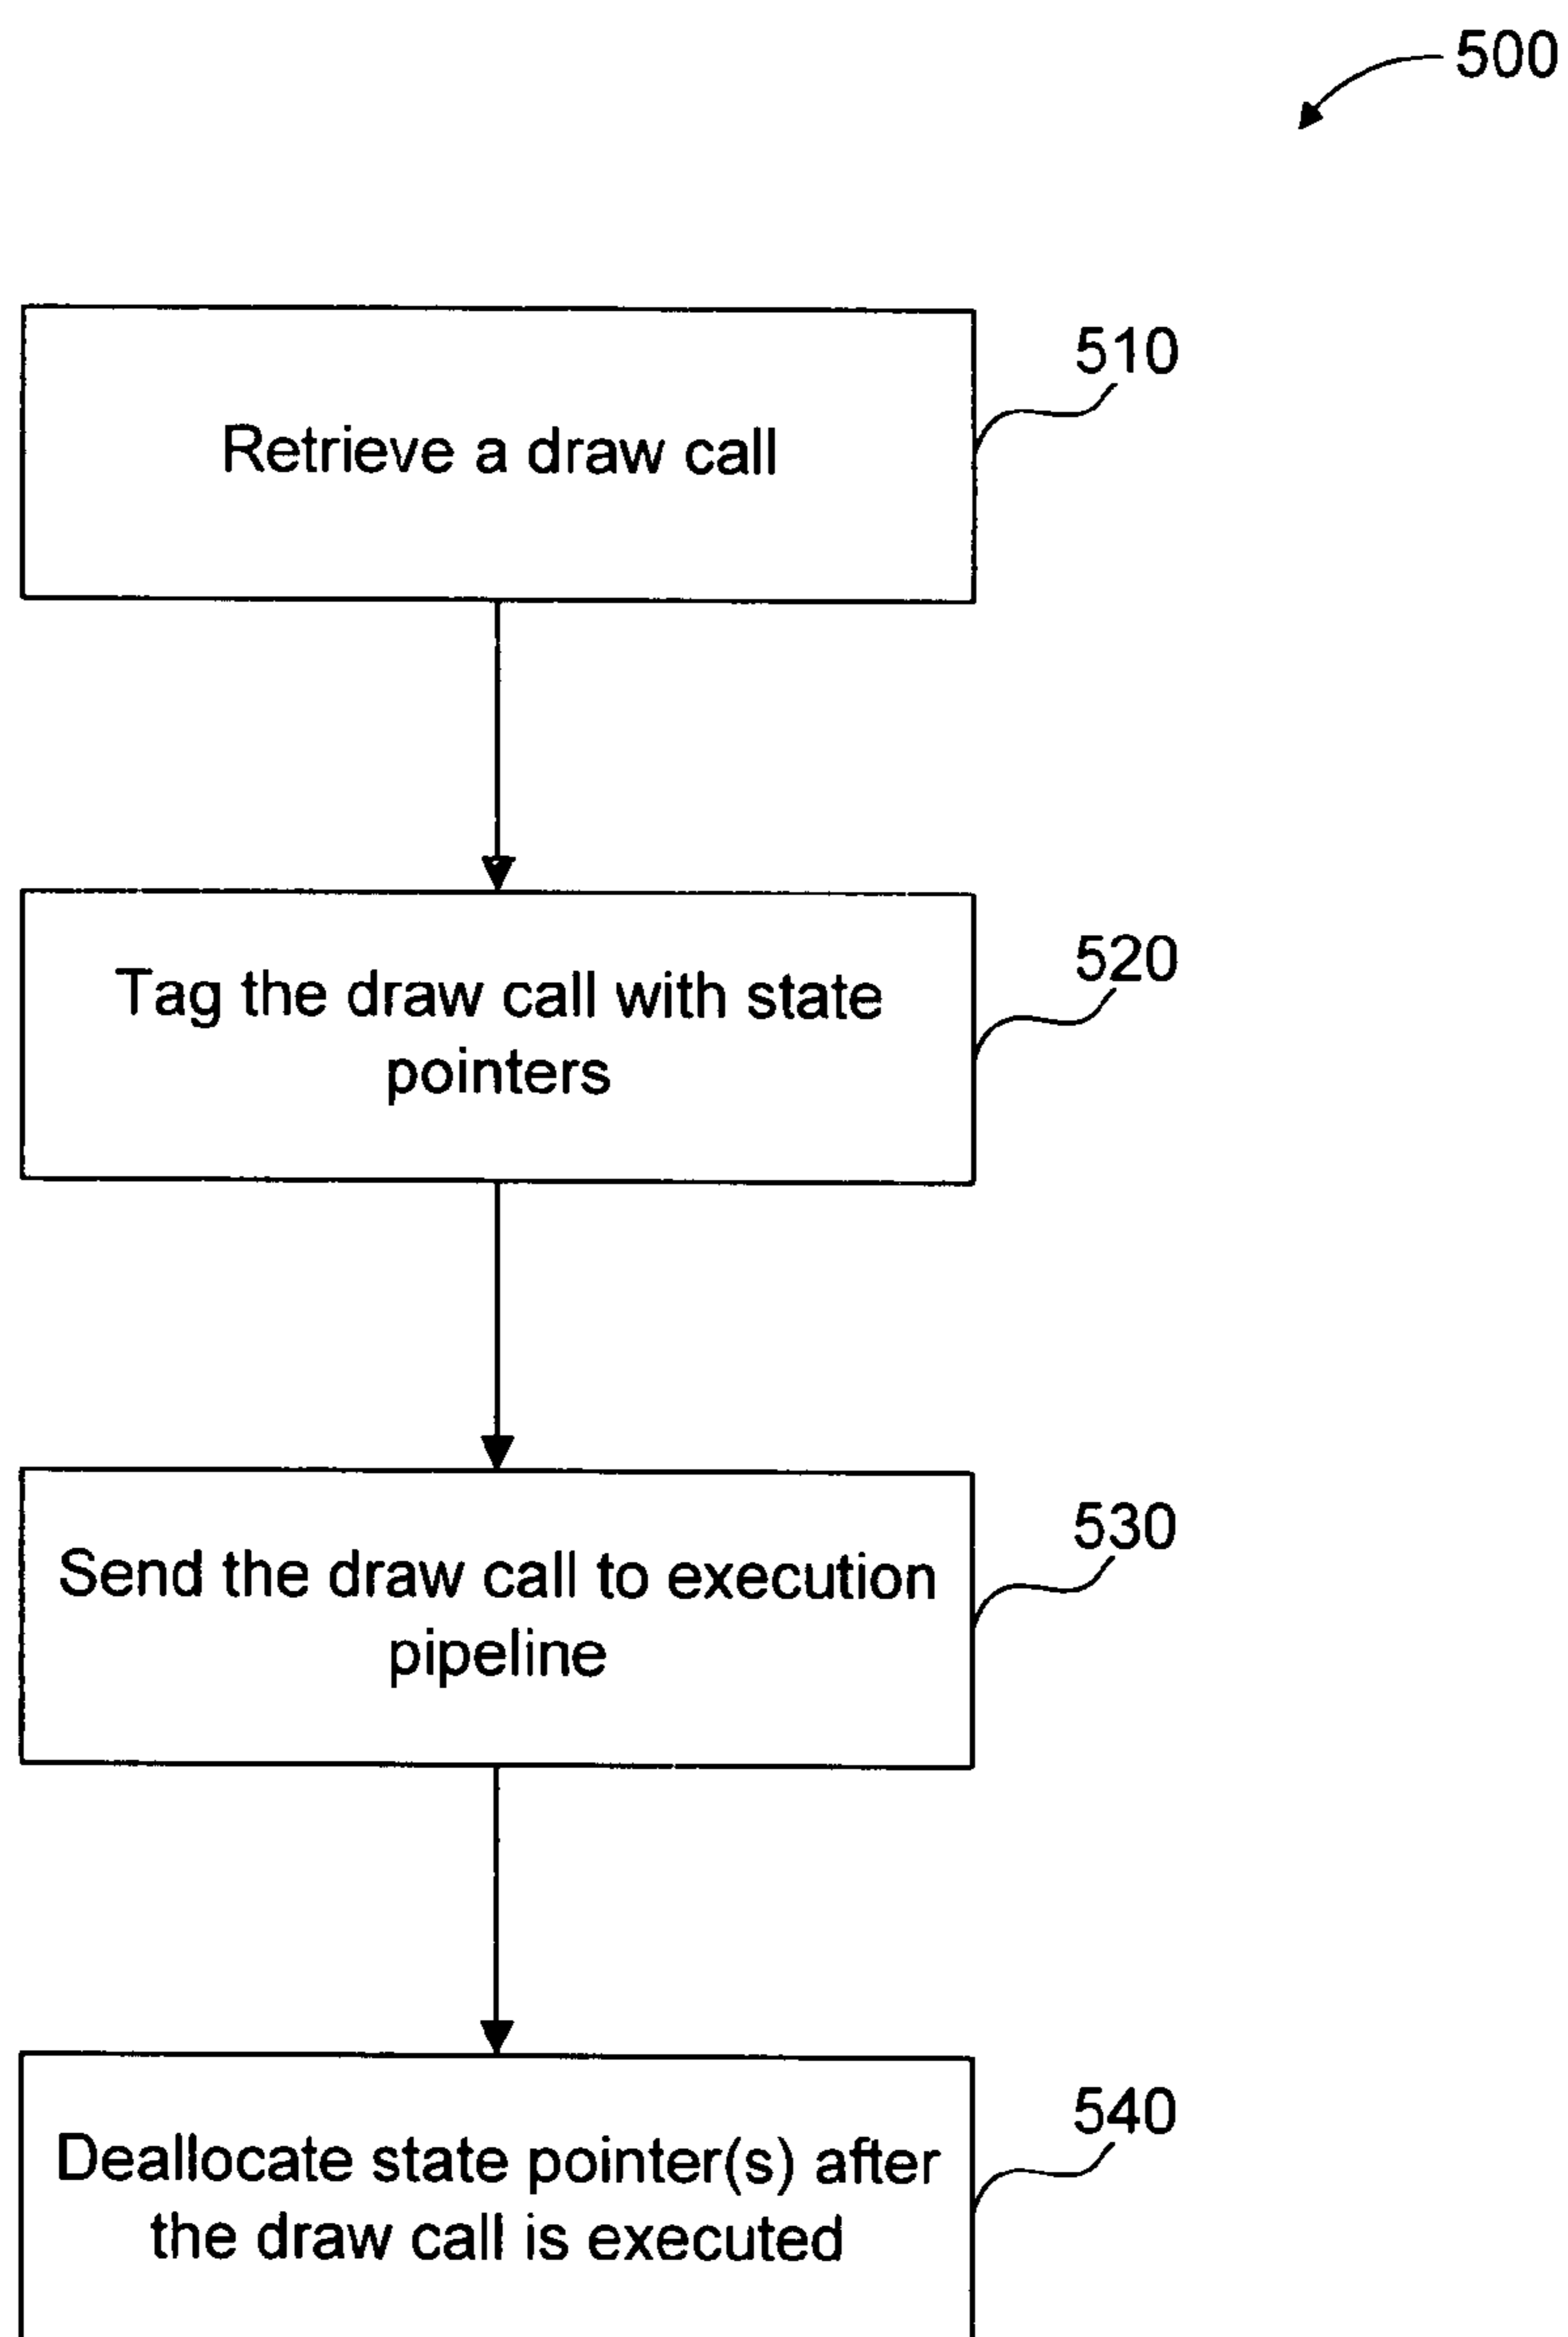 500
510
Retrieve a draw call
520
Tag the draw call with state
pointers
530
Send the draw call to execution
pipeline
540
Deallocate state pointer(s) after
the draw call is executed